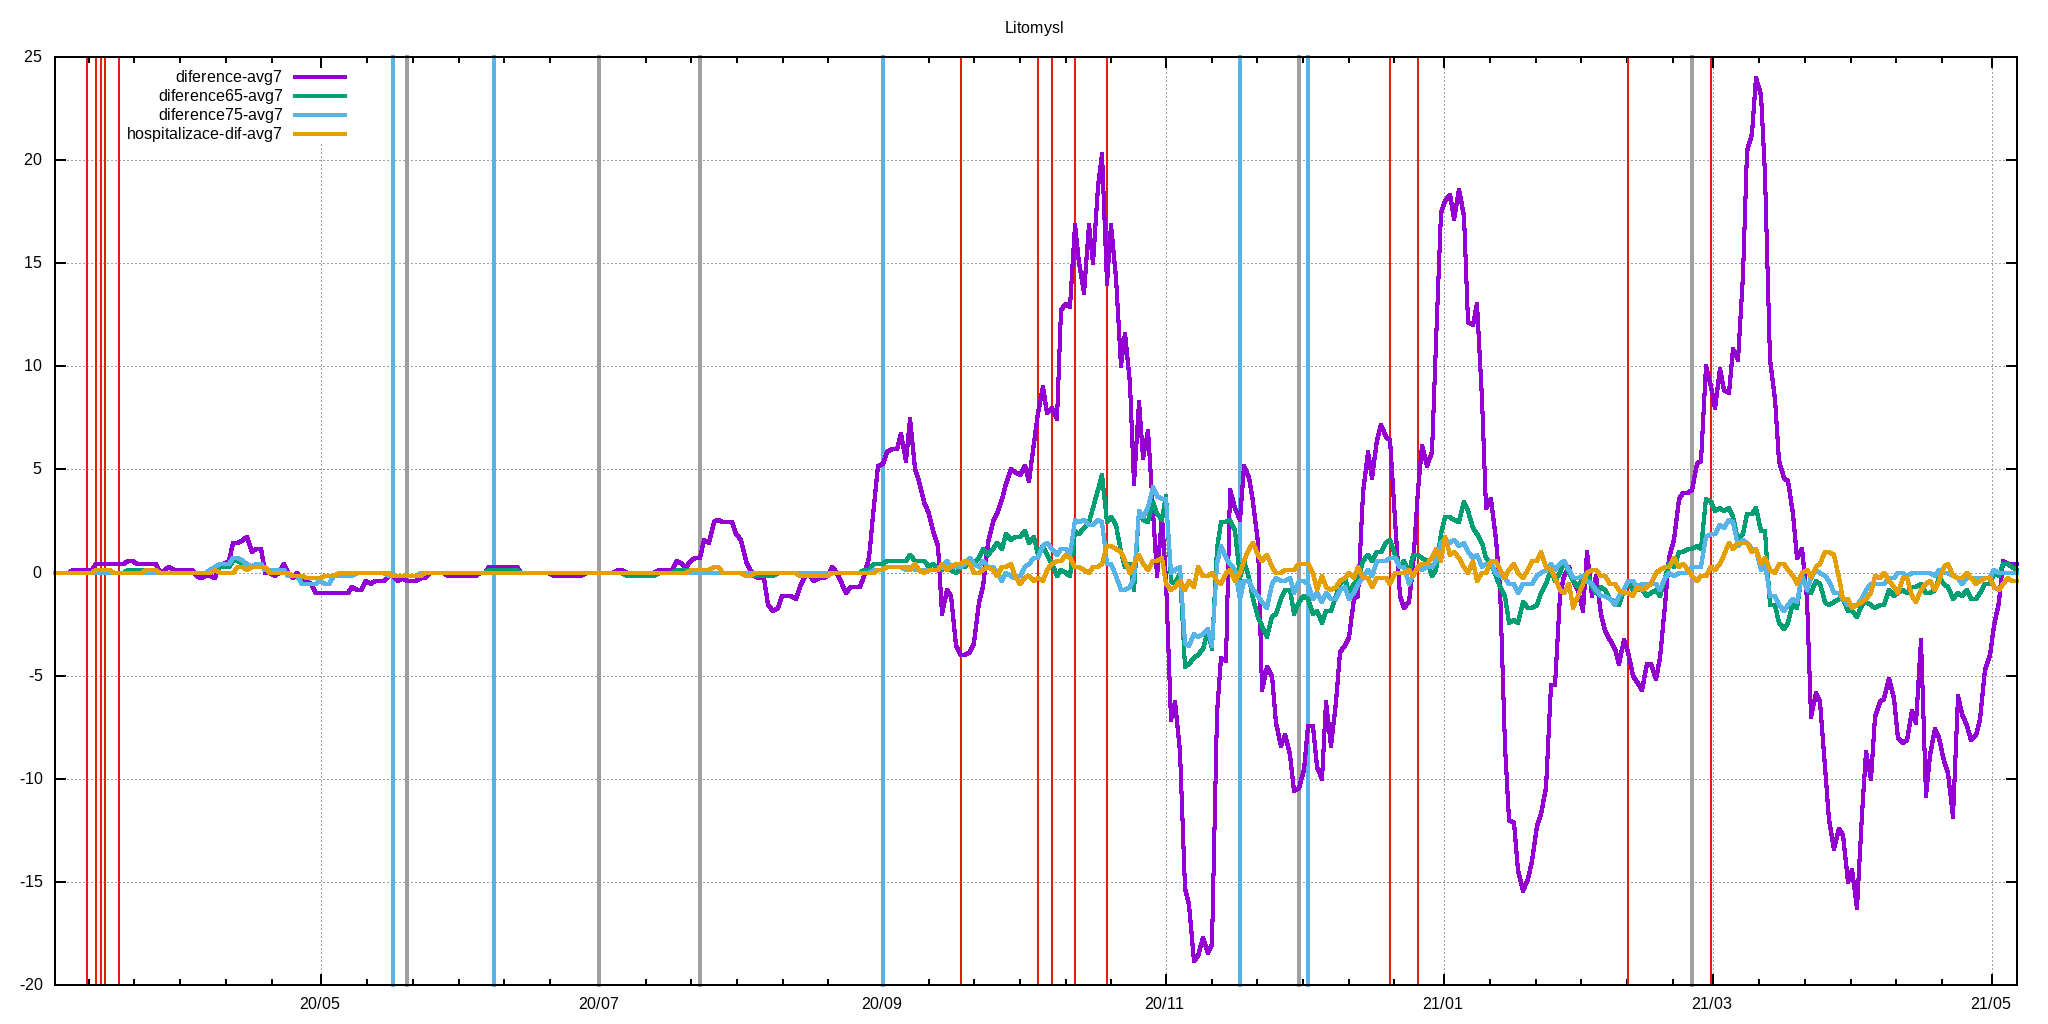 Litomysl
25
diference-avg7
diference65-avg7
diference75-avg7
hospitalizace-dif-avg7
20
15
10
5
0
-5
-10
-15
-20
20/05 20/07 20/09 20/11 21/01 21/03 21/05